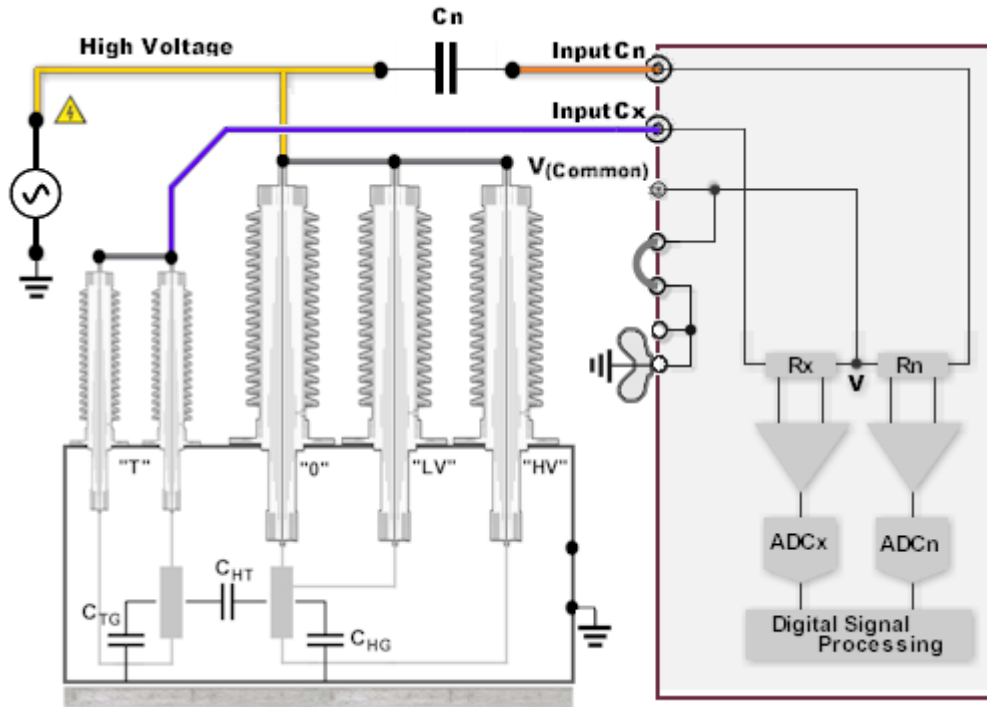 Cn
High Voltage
Input Cn
Input Cx
V(Common)
Rx
V
Rn
"T"
"0"
"LV"
"HV"
ADCx
ADCn
CHT
CTG
CHG
Digital Signal
Processing